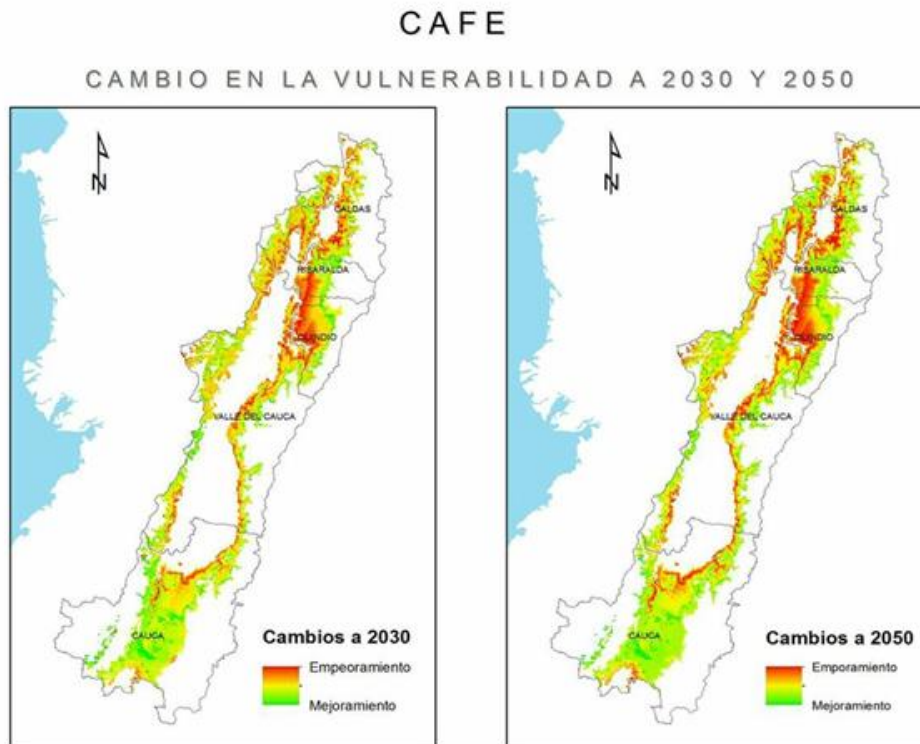 CAFE
CAMBIO EN LA VULNERABILIDAD A 2030 Y 2050
N
CALDAS
RISARALDA
QUINDIO
VALLE DEL CAUCA
CAUCA
Cambios a 2030
Empeoramiento
Mejoramiento
N
CALDAS
RISARALDA
QUINDIO
VALLE DEL CAUCA
CAUCA
Cambios a 2050
Emporamiento
Mejoramiento